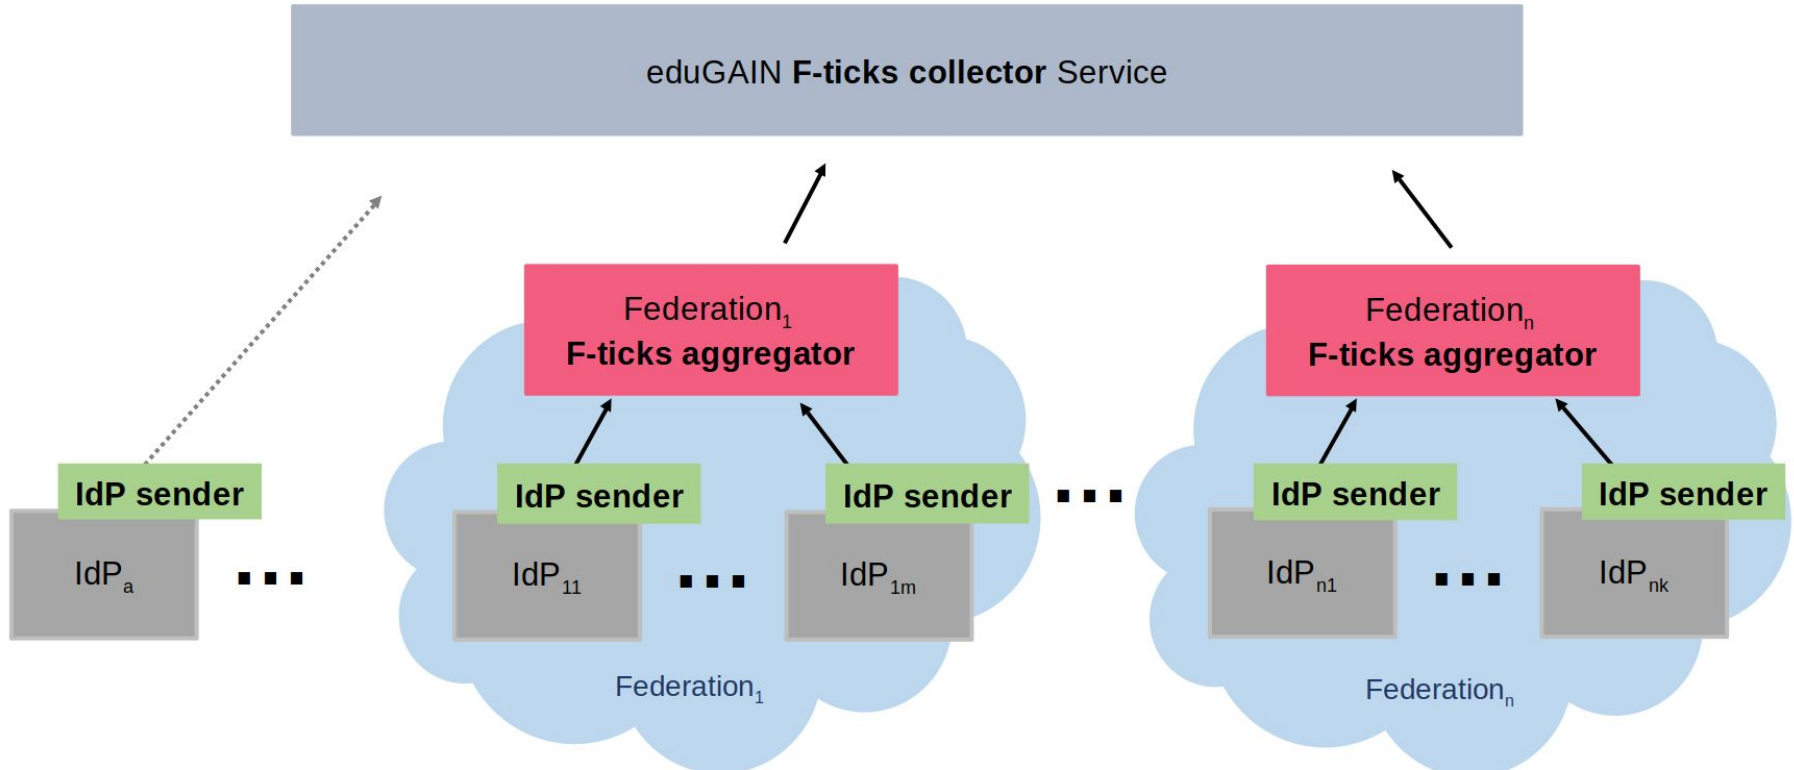 eduGAIN F-ticks collector Service
Federation₁
F-ticks aggregator
Federationₙ
F-ticks aggregator
IdP sender
IdP sender
IdP sender
...
IdP sender
IdP sender
IdPₐ
...
IdP₁₁
...
IdP₁ₘ
IdPₙ₁
...
IdPₙₖ
Federation₁
Federationₙ